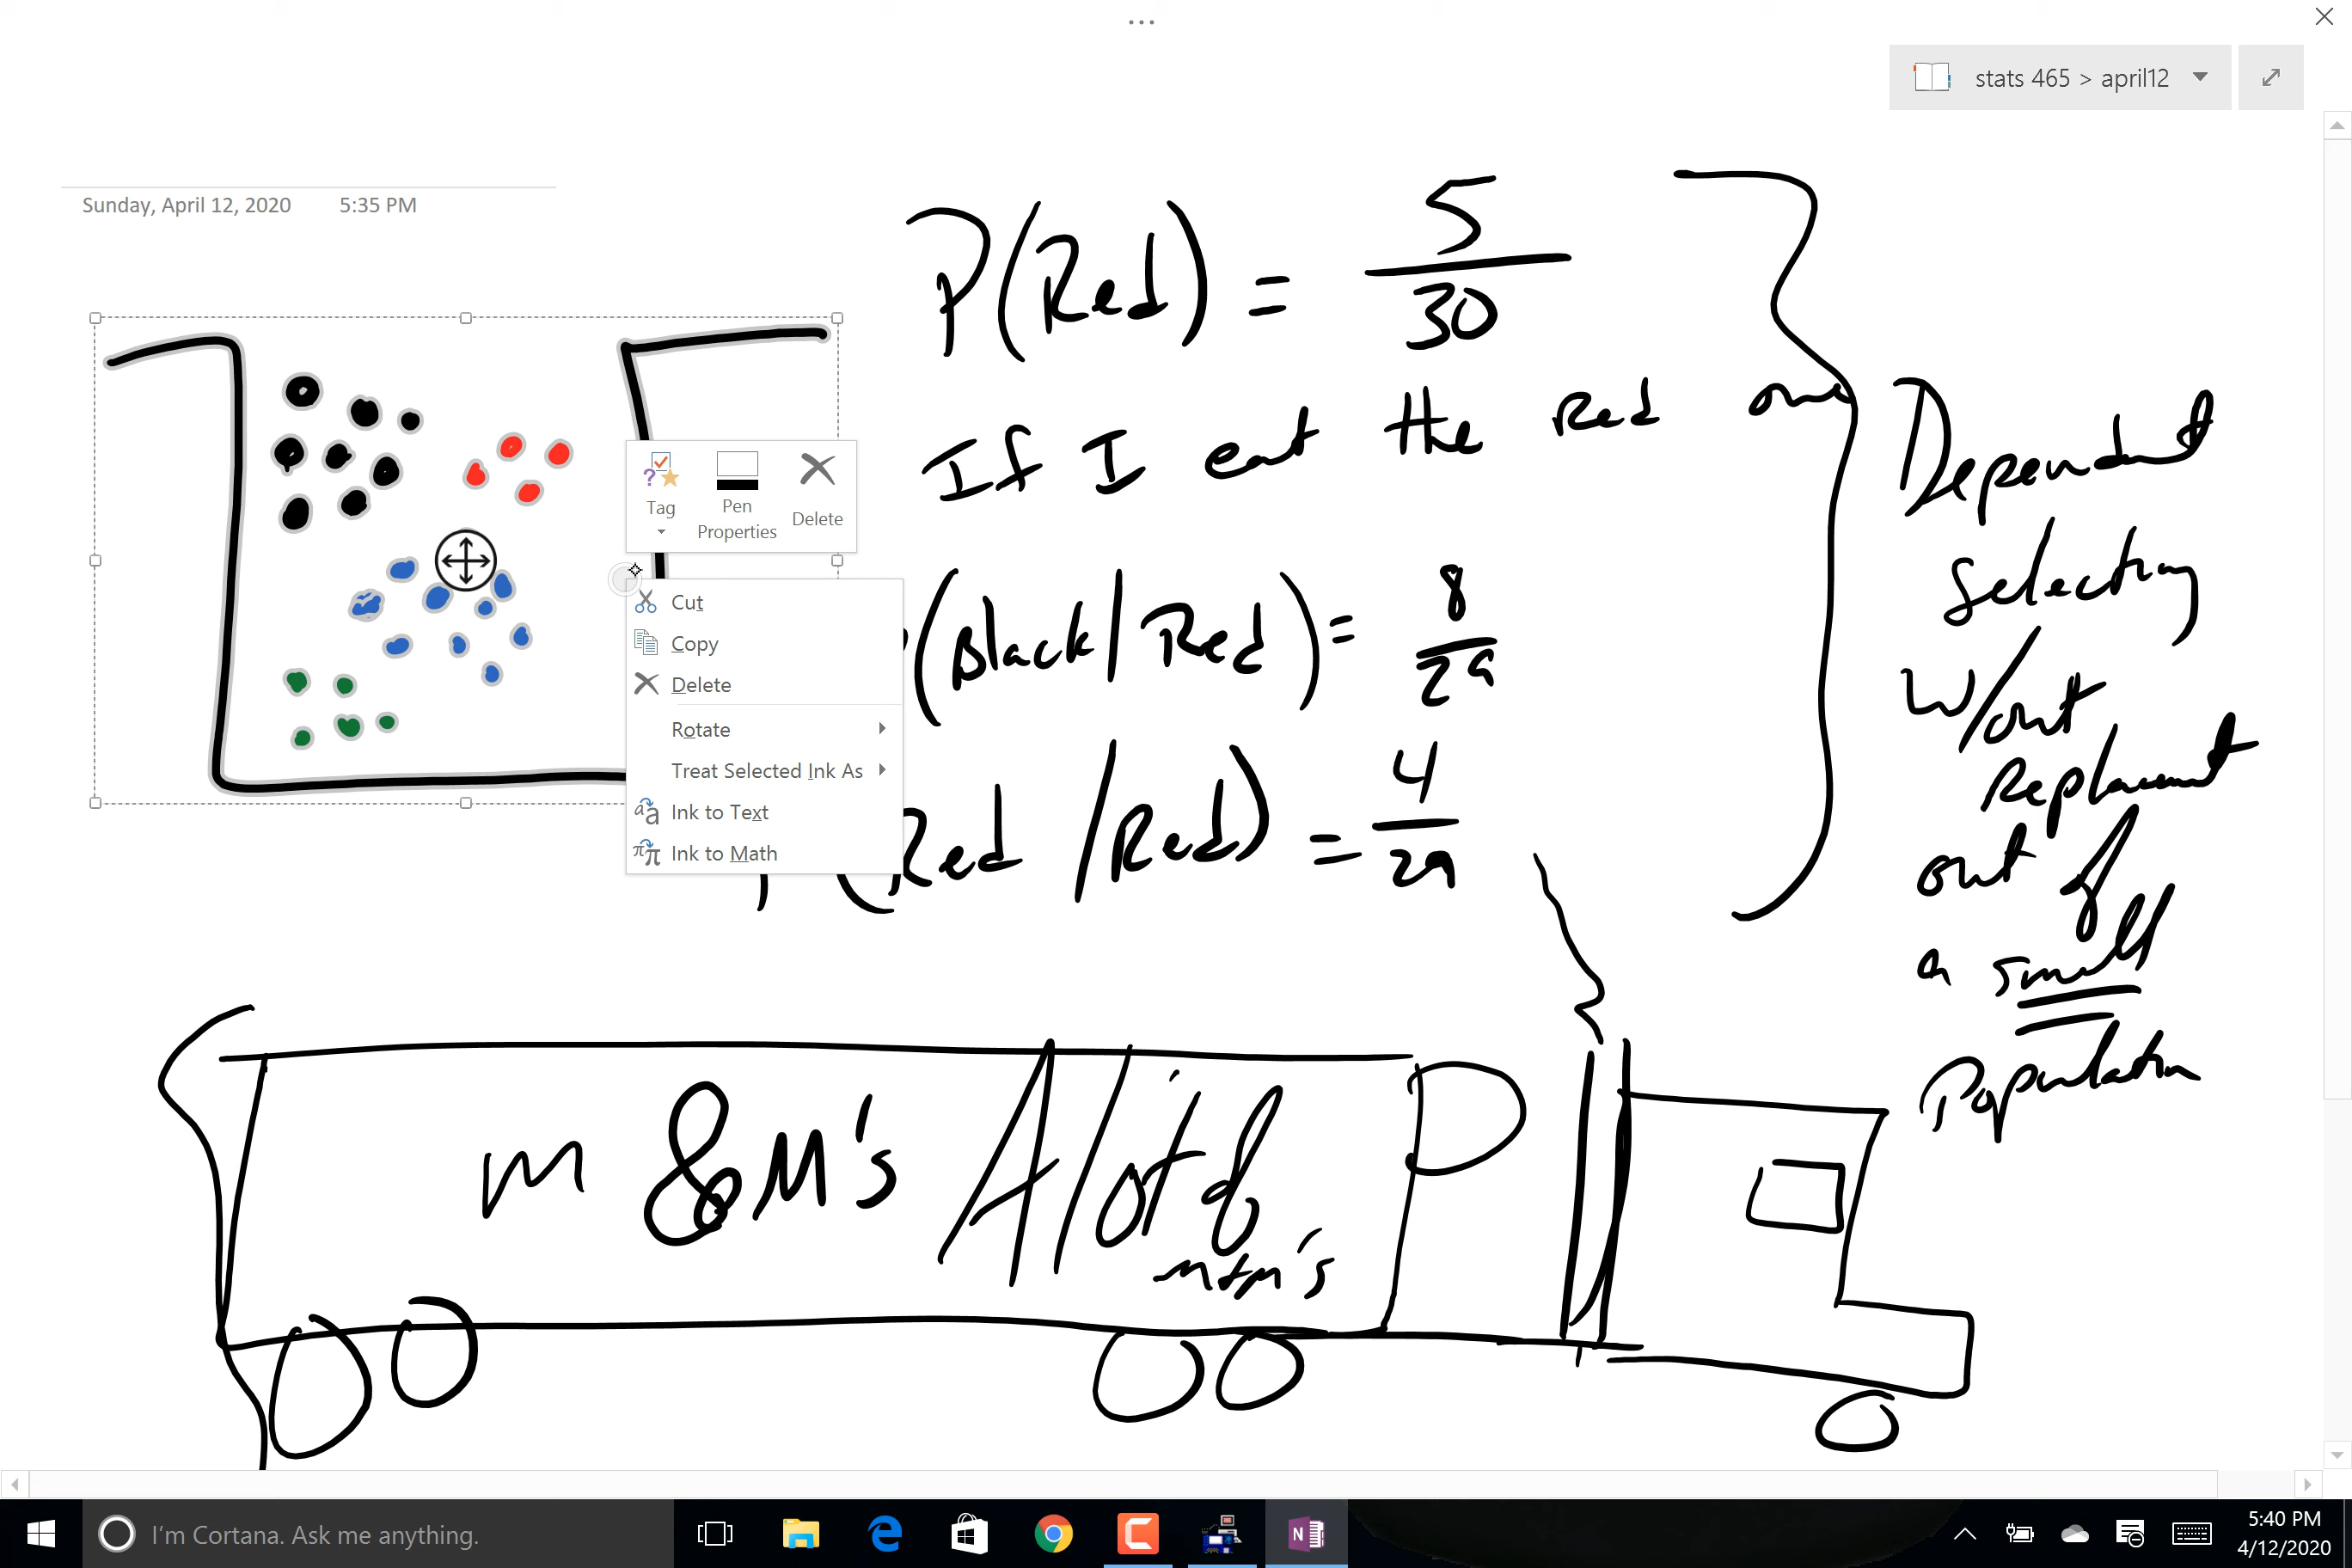 stats 465 > april12
Sunday, April 12, 2020 5:35 PM
P(Red) = 5/30
If I eat the Red one
(Black/Red) = 8/29
(Red/Red) = 4/29
Dependent
Selecting
W/out
Replacement
out of
a small
Population
Tag
Pen Properties
Delete
Cut
Copy
Delete
Rotate
Treat Selected Ink As
Ink to Text
Ink to Math
m & M's A lot of
m+m's
I'm Cortana. Ask me anything.
5:40 PM
4/12/2020